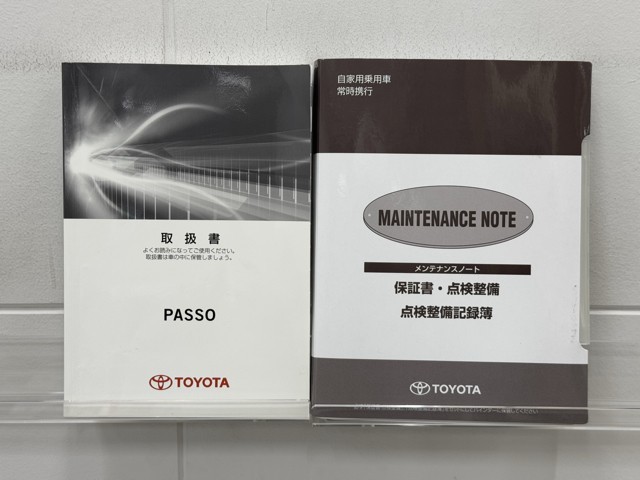 取扱書
よくお読みになってご使用ください。
取扱書は車の中に保管しましょう。
PASSO
TOYOTA
自家用乗用車
常時携行
MAINTENANCE NOTE
メンテナンスノート
保証書・点検整備
点検整備記録簿
TOYOTA